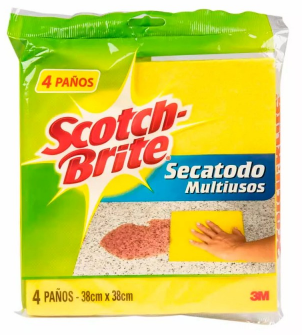 4 PAÑOS
Scotch-
Brite
Secatodo
Multiusos
4 PAÑOS - 38cm x 38cm
3M